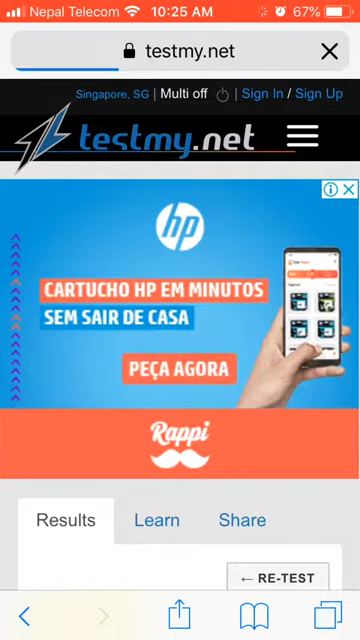 Nepal Telecom 10:25 AM 67%
testmy.net
Singapore, SG | Multi off | Sign In / Sign Up
testmy.net
hp
CARTUCHO HP EM MINUTOS
SEM SAIR DE CASA
PEÇA AGORA
Rappi
Results Learn Share
← RE-TEST